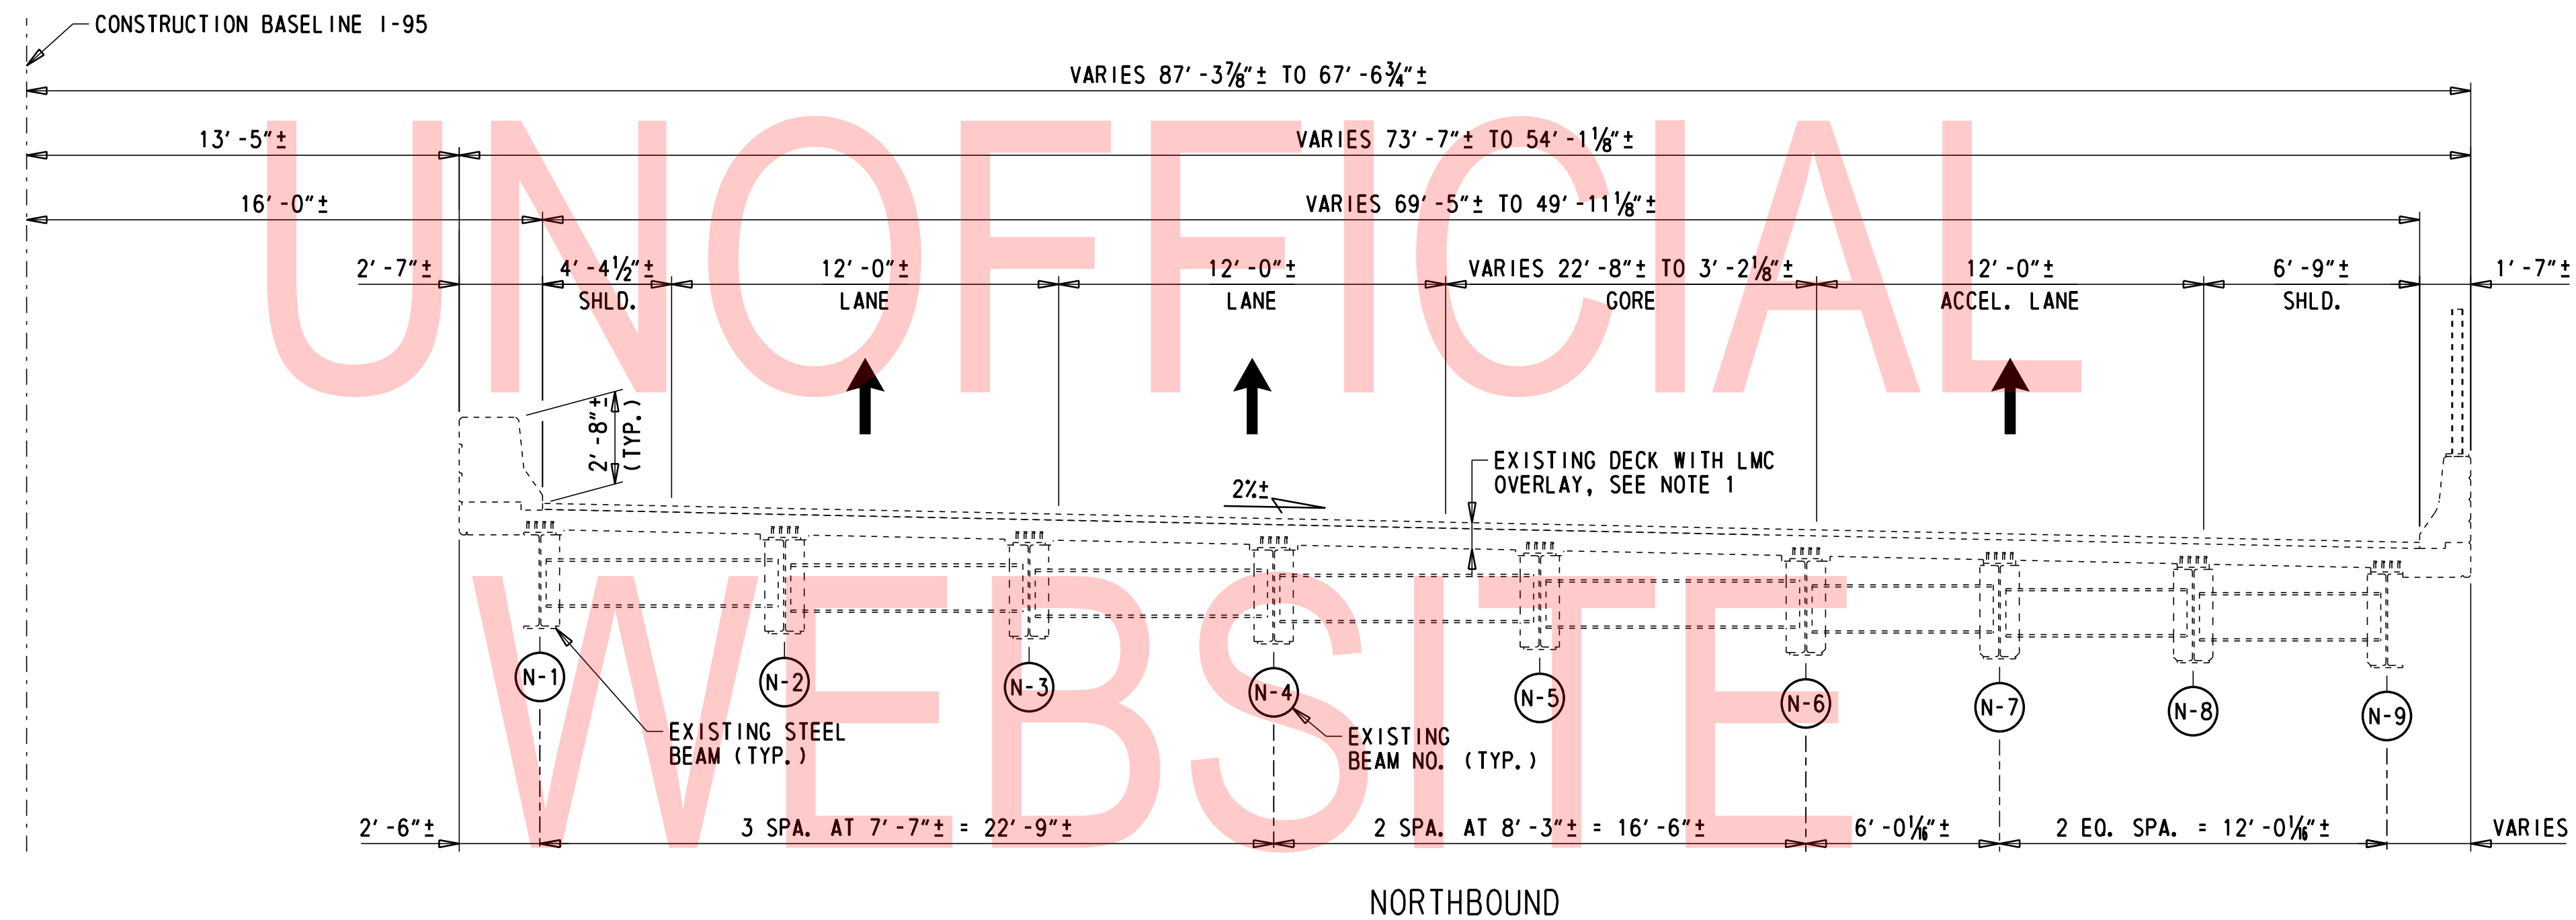 CONSTRUCTION BASELINE I-95
VARIES 87'-3⅞"± TO 67'-6¾"±
13'-5"±
VARIES 73'-7"± TO 54'-1⅛"±
16'-0"±
VARIES 69'-5"± TO 49'-11⅛"±
2'-7"±
4'-4½"±
SHLD.
12'-0"±
LANE
12'-0"±
LANE
VARIES 22'-8"± TO 3'-2⅛"±
GORE
12'-0"±
ACCEL. LANE
6'-9"±
SHLD.
1'-7"±
UNOFFICIAL
2'-8"±
(TYP.)
2%±
EXISTING DECK WITH LMC
OVERLAY, SEE NOTE 1
WEBSITE
N-1
N-2
N-3
N-4
N-5
N-6
N-7
N-8
N-9
EXISTING STEEL
BEAM (TYP.)
EXISTING
BEAM NO. (TYP.)
2'-6"±
3 SPA. AT 7'-7"± = 22'-9"±
2 SPA. AT 8'-3"± = 16'-6"±
6'-0 1/16"±
2 EQ. SPA. = 12'-0 1/16"±
VARIES
NORTHBOUND